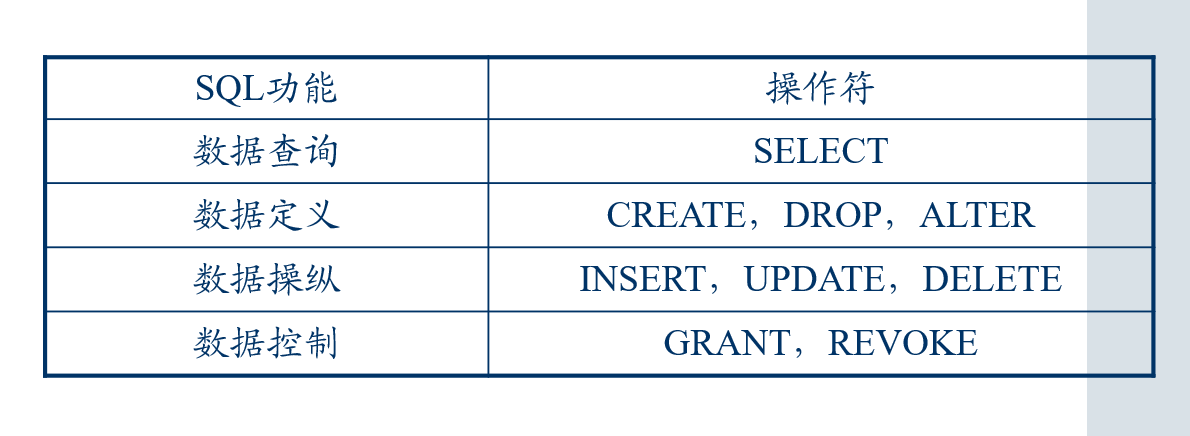 SQL功能 操作符
数据查询 SELECT
数据定义 CREATE，DROP，ALTER
数据操纵 INSERT，UPDATE，DELETE
数据控制 GRANT，REVOKE